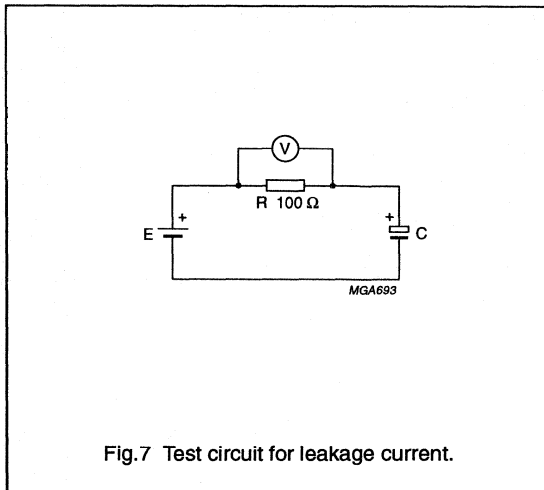 V
R 100 Ω
+
E
+
C
MGA693
Fig.7 Test circuit for leakage current.